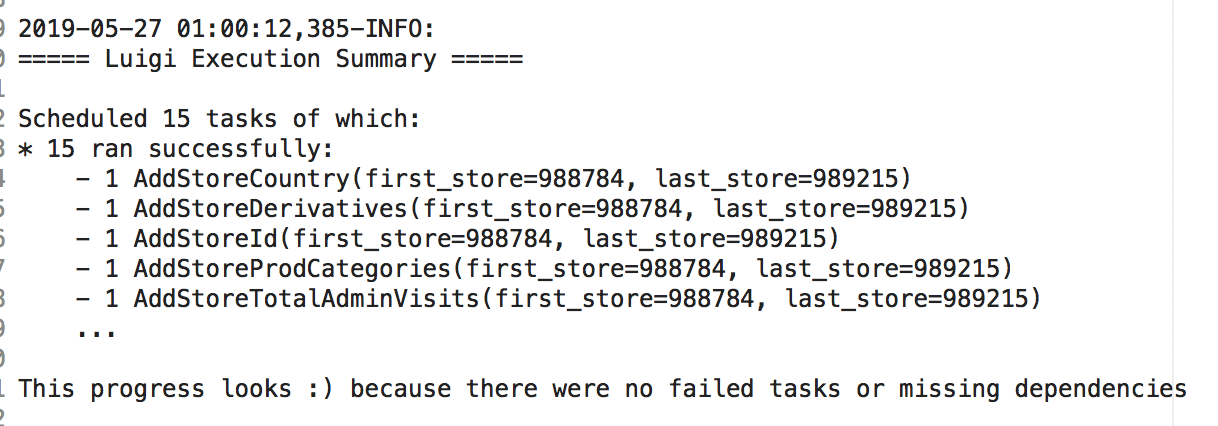 2019-05-27 01:00:12,385-INFO:
===== Luigi Execution Summary =====
Scheduled 15 tasks of which:
* 15 ran successfully:
- 1 AddStoreCountry(first_store=988784, last_store=989215)
- 1 AddStoreDerivatives(first_store=988784, last_store=989215)
- 1 AddStoreId(first_store=988784, last_store=989215)
- 1 AddStoreProdCategories(first_store=988784, last_store=989215)
- 1 AddStoreTotalAdminVisits(first_store=988784, last_store=989215)
...
This progress looks :) because there were no failed tasks or missing dependencies